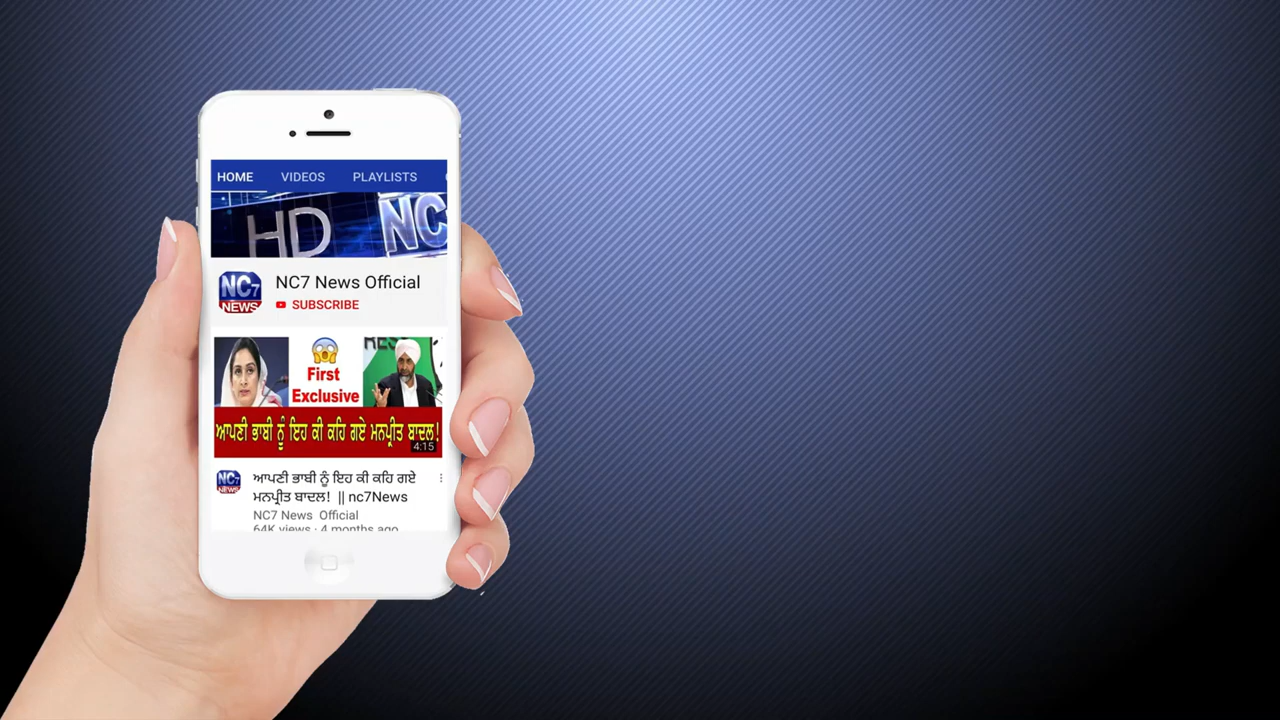 HOME VIDEOS PLAYLISTS
HD NC
NC7 NEWS
NC7 News Official
SUBSCRIBE
First
Exclusive
ਆਪਣੀ ਭਾਬੀ ਨੂੰ ਇਹ ਕੀ ਕਹਿ ਗਏ ਮਨਪ੍ਰੀਤ ਬਾਦਲ!
4:15
NC7 NEWS
ਆਪਣੀ ਭਾਬੀ ਨੂੰ ਇਹ ਕੀ ਕਹਿ ਗਏ
ਮਨਪ੍ਰੀਤ ਬਾਦਲ! || nc7News
NC7 News Official
64K views · 4 months ago